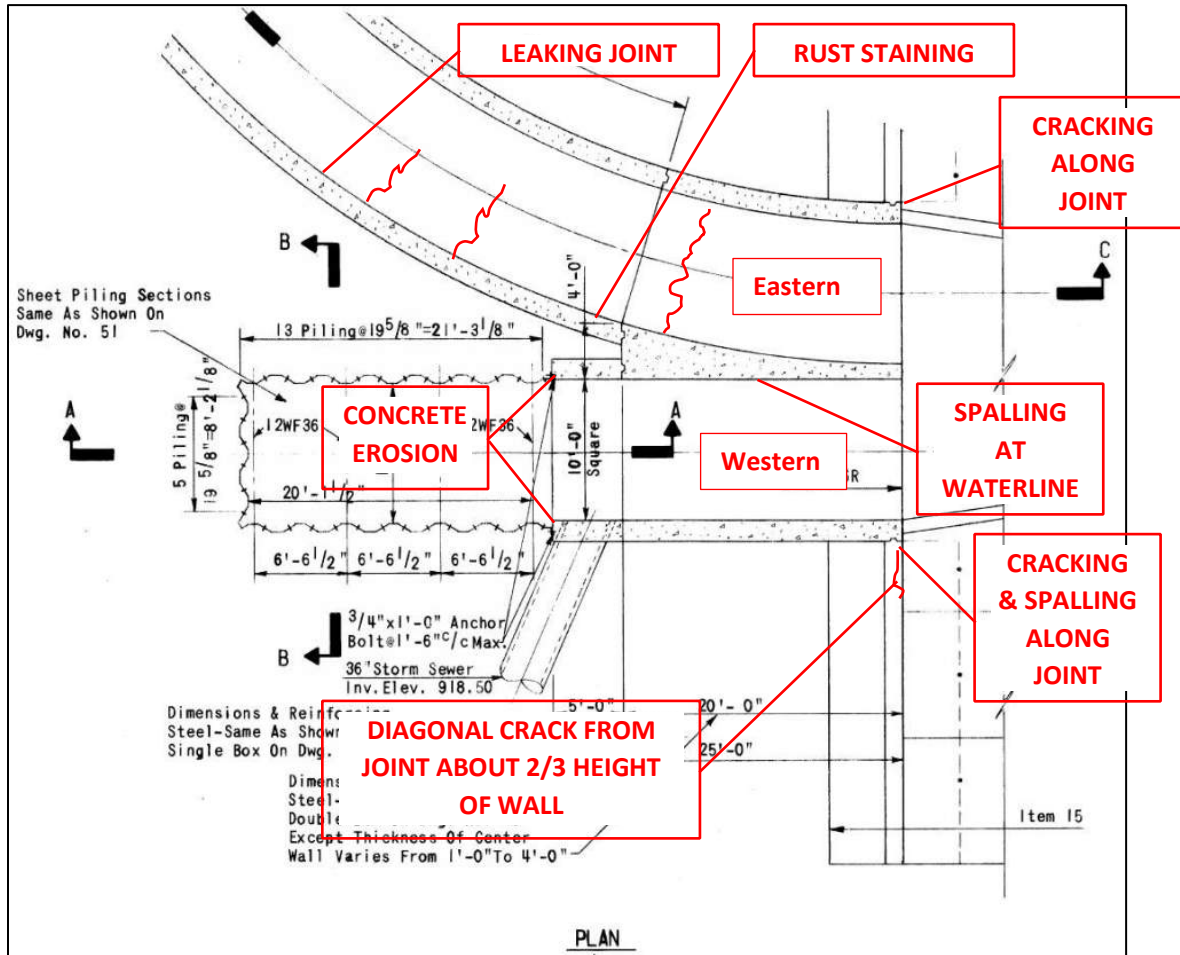 LEAKING JOINT
RUST STAINING
CRACKING
ALONG
JOINT
B
C
4'-0"
Eastern
Sheet Piling Sections
Same As Shown On
Dwg. No. 51
13 Piling@19 5/8"=21'-3 1/8"
A
5 Piling@
19 5/8"=8'-2 1/8"
12WF36
2WF36
CONCRETE
EROSION
10'-0"
Square
A
Western
SR
SPALLING
AT
WATERLINE
20'-1 1/2"
6'-6 1/2"
6'-6 1/2"
6'-6 1/2"
CRACKING
& SPALLING
ALONG
JOINT
3/4"x1'-0" Anchor
Bolt@1'-6" C/c Max.
B
36" Storm Sewer
Inv. Elev. 918.50
5'-0"
20'-0"
25'-0"
Dimensions & Reinforcing
Steel-Same As Shown
Single Box On Dwg.
DIAGONAL CRACK FROM
JOINT ABOUT 2/3 HEIGHT
OF WALL
Dimens
Steel-
Double
Except Thickness Of Center
Wall Varies From 1'-0" To 4'-0"
Item 15
PLAN